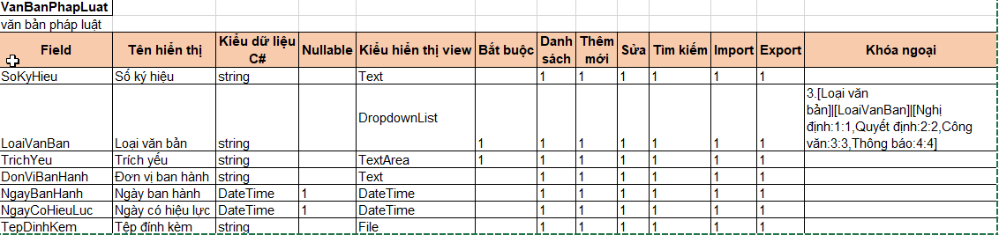 VanBanPhapLuat
văn bản pháp luật
Field Tên hiển thị Kiểu dữ liệu C# Nullable Kiểu hiển thị view Bắt buộc Danh sách Thêm mới Sửa Tìm kiếm Import Export Khóa ngoại
SoKyHieu Số ký hiệu string Text 1 1 1 1 1 1
LoaiVanBan Loại văn bản string DropdownList 1 1 1 1 1 1 1 3.[Loại văn bản]|[LoaiVanBan]|[Nghị định:1:1,Quyết định:2:2,Công văn:3:3,Thông báo:4:4]
TrichYeu Trích yếu string TextArea 1 1 1 1 1 1 1
DonViBanHanh Đơn vị ban hành string Text 1 1 1 1 1 1
NgayBanHanh Ngày ban hành DateTime 1 DateTime 1 1 1 1 1 1
NgayCoHieuLuc Ngày có hiệu lực DateTime 1 DateTime 1 1 1 1 1 1
TepDinhKem Tệp đính kèm string File 1 1 1 1 1 1